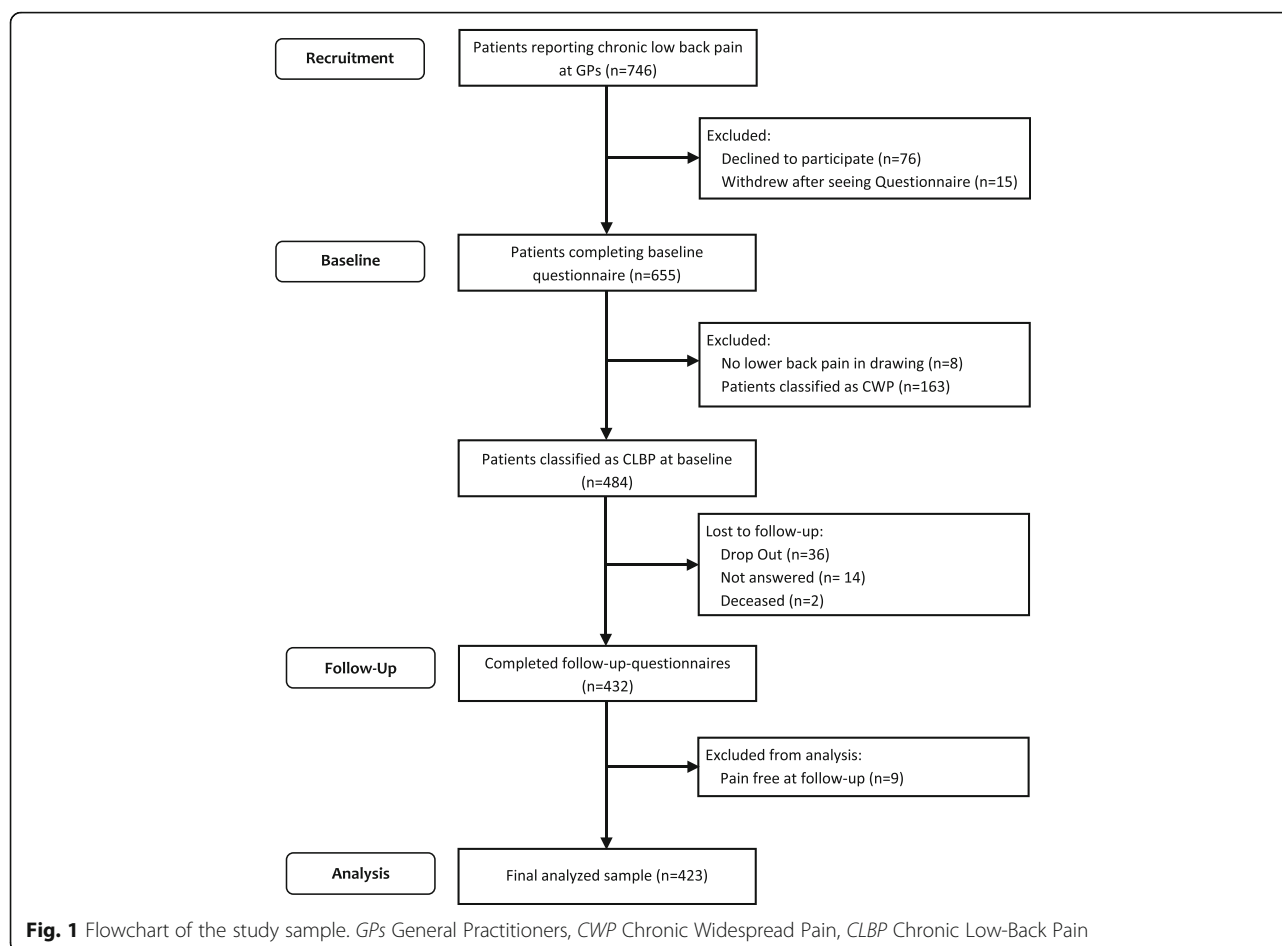 Recruitment
Patients reporting chronic low back pain
at GPs (n=746)
Excluded:
Declined to participate (n=76)
Withdrew after seeing Questionnaire (n=15)
Baseline
Patients completing baseline
questionnaire (n=655)
Excluded:
No lower back pain in drawing (n=8)
Patients classified as CWP (n=163)
Patients classified as CLBP at baseline
(n=484)
Lost to follow-up:
Drop Out (n=36)
Not answered (n= 14)
Deceased (n=2)
Follow-Up
Completed follow-up-questionnaires
(n=432)
Excluded from analysis:
Pain free at follow-up (n=9)
Analysis
Final analyzed sample (n=423)
Fig. 1 Flowchart of the study sample. GPs General Practitioners, CWP Chronic Widespread Pain, CLBP Chronic Low-Back Pain